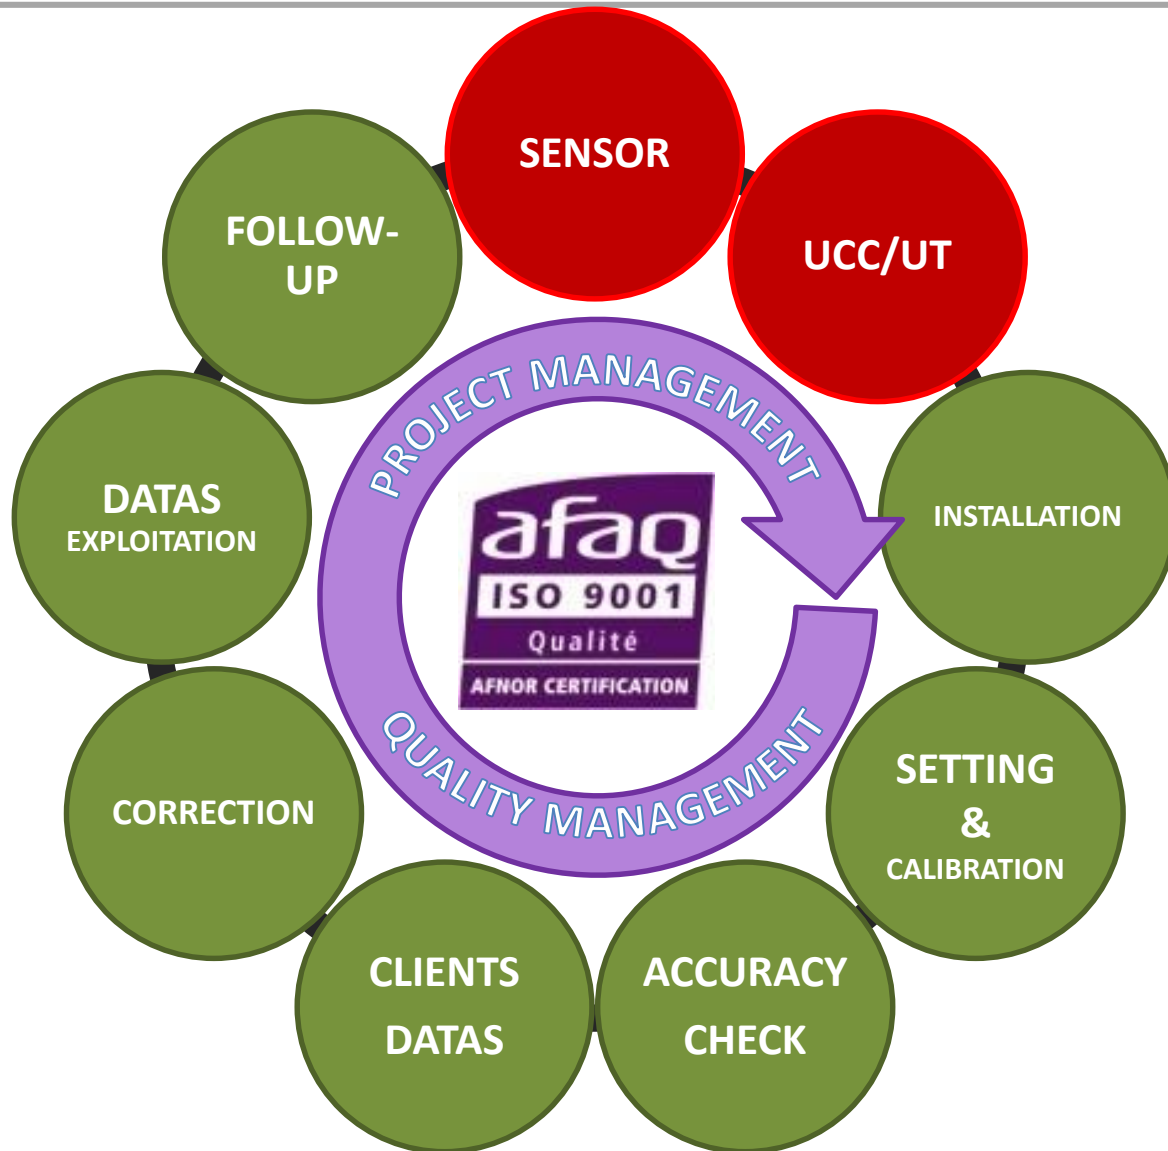 SENSOR
UCC/UT
INSTALLATION
SETTING
&
CALIBRATION
ACCURACY
CHECK
CLIENTS
DATAS
CORRECTION
DATAS
EXPLOITATION
FOLLOW-
UP
PROJECT MANAGEMENT
QUALITY MANAGEMENT
afaq
ISO 9001
Qualité
AFNOR CERTIFICATION